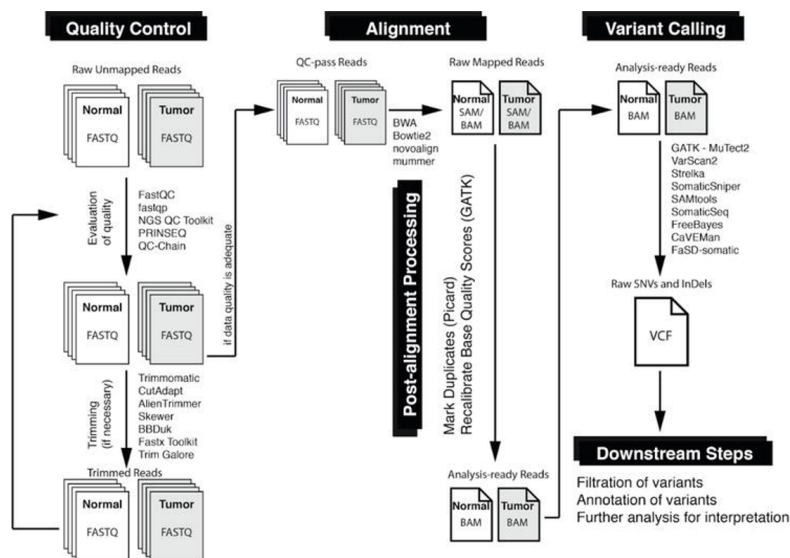 Quality Control
Raw Unmapped Reads
Normal
FASTQ
Tumor
FASTQ
Evaluation
of quality
FastQC
fastqp
NGS QC Toolkit
PRINSEQ
QC-Chain
Normal
FASTQ
Tumor
FASTQ
if data quality is adequate
Trimming
(if necessary)
Trimmomatic
CutAdapt
AlienTrimmer
Skewer
BBDuk
Fastx Toolkit
Trim Galore
Trimmed Reads
Normal
FASTQ
Tumor
FASTQ
Alignment
QC-pass Reads
Normal
FASTQ
Tumor
FASTQ
BWA
Bowtie2
novoalign
mummer
Raw Mapped Reads
Normal
SAM/
BAM
Tumor
SAM/
BAM
Post-alignment Processing
Mark Duplicates (Picard)
Recalibrate Base Quality Scores (GATK)
Analysis-ready Reads
Normal
BAM
Tumor
BAM
Variant Calling
Analysis-ready Reads
Normal
BAM
Tumor
BAM
GATK - MuTect2
VarScan2
Strelka
SomaticSniper
SAMtools
SomaticSeq
FreeBayes
CaVEMan
FaSD-somatic
Raw SNVs and InDels
VCF
Downstream Steps
Filtration of variants
Annotation of variants
Further analysis for interpretation